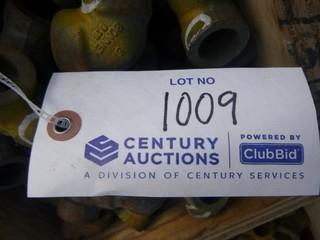 LOT NO
1009
CENTURY AUCTIONS
POWERED BY
ClubBid
A DIVISION OF CENTURY SERVICES